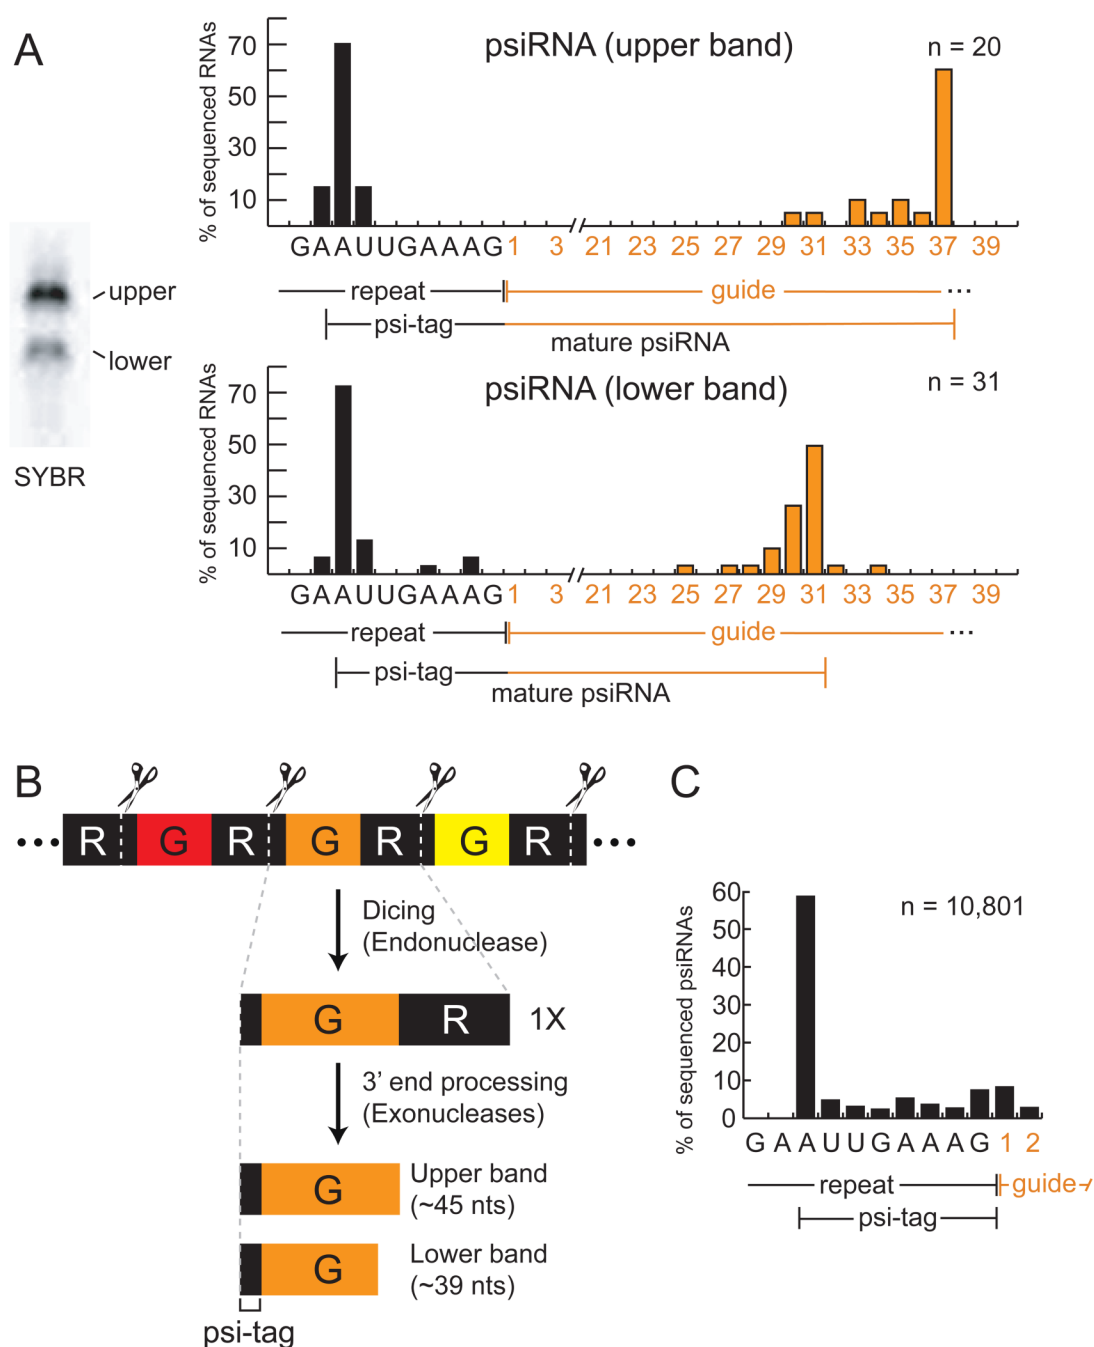 A
psiRNA (upper band)
n = 20
% of sequenced RNAs
70
50
30
10
GAAUUGAAAG 1 3 21 23 25 27 29 31 33 35 37 39
repeat guide ...
psi-tag
mature psiRNA
upper
lower
SYBR
psiRNA (lower band)
n = 31
% of sequenced RNAs
70
50
30
10
GAAUUGAAAG 1 3 21 23 25 27 29 31 33 35 37 39
repeat guide ...
psi-tag
mature psiRNA
B
... R G R G R G R ...
Dicing
(Endonuclease)
G R 1X
3' end processing
(Exonucleases)
G
Upper band
(~45 nts)
G
Lower band
(~39 nts)
psi-tag
C
n = 10,801
% of sequenced psiRNAs
60
50
40
30
20
10
0
G A A U U G A A A G 1 2
repeat guide
psi-tag